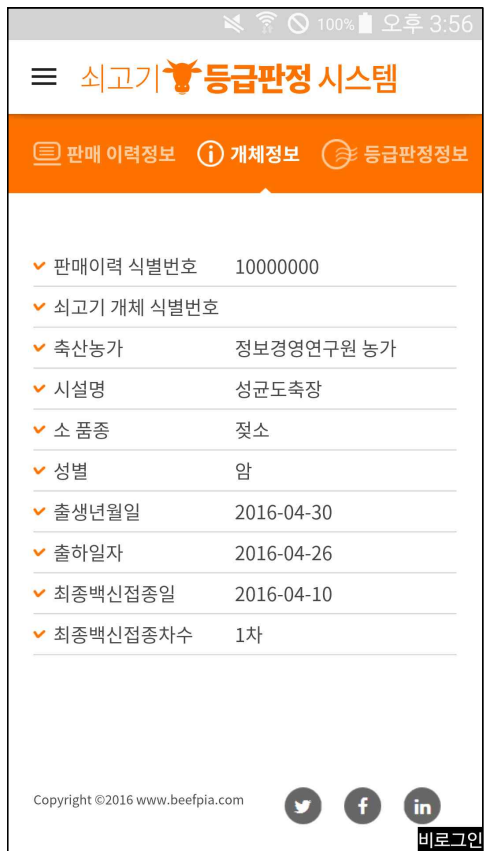 100% 오후 3:56
쇠고기 등급판정 시스템
판매 이력정보 개체정보 등급판정정보
판매이력 식별번호 10000000
쇠고기 개체 식별번호
축산농가 정보경영연구원 농가
시설명 성균도축장
소 품종 젖소
성별 암
출생년월일 2016-04-30
출하일자 2016-04-26
최종백신접종일 2016-04-10
최종백신접종차수 1차
Copyright ©2016 www.beefpia.com
비로그인